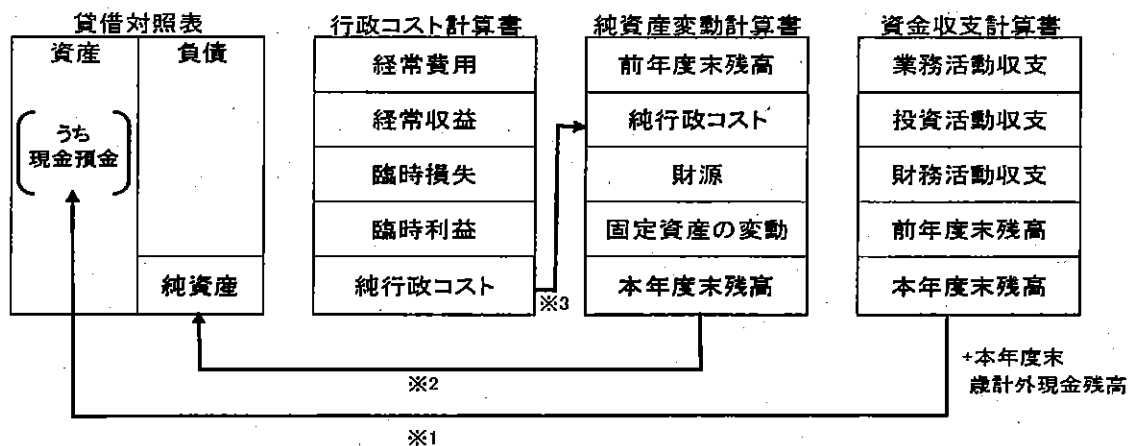 貸借対照表
資産
負債
うち
現金預金
純資産
行政コスト計算書
経常費用
経常収益
臨時損失
臨時利益
純行政コスト
※3
純資産変動計算書
前年度末残高
純行政コスト
財源
固定資産の変動
本年度末残高
資金収支計算書
業務活動収支
投資活動収支
財務活動収支
前年度末残高
本年度末残高
+本年度末
歳計外現金残高
※2
※1